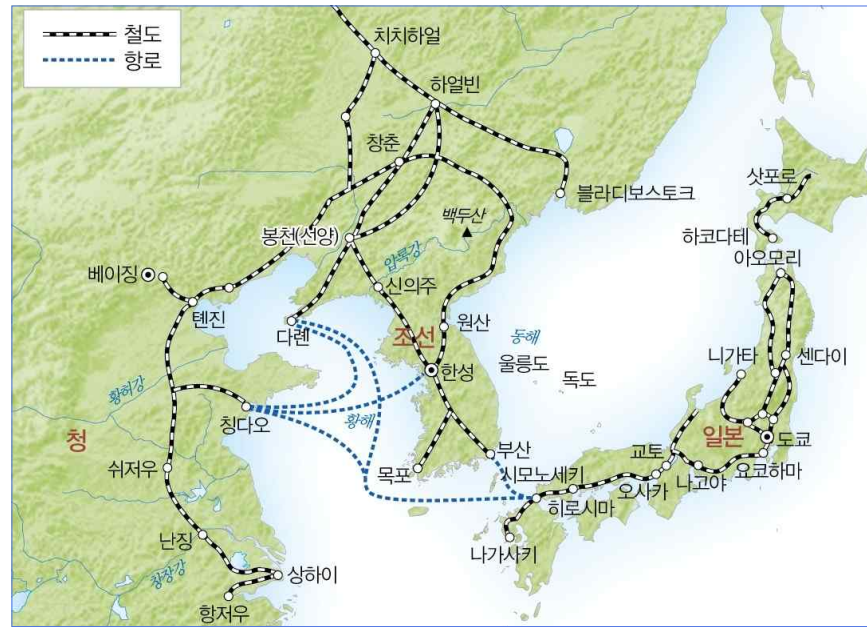 철도
항로
치치하얼
하얼빈
창춘
블라디보스토크
삿포로
백두산
봉천(선양)
하코다테
아오모리
압록강
베이징
신의주
톈진
원산
다롄
조선
동해
울릉도
독도
니가타
센다이
한성
황허강
칭다오
황해
청
일본
도쿄
부산
교토
쉬저우
목포
시모노세키
요코하마
오사카
나고야
히로시마
난징
나가사키
상하이
창장강
항저우